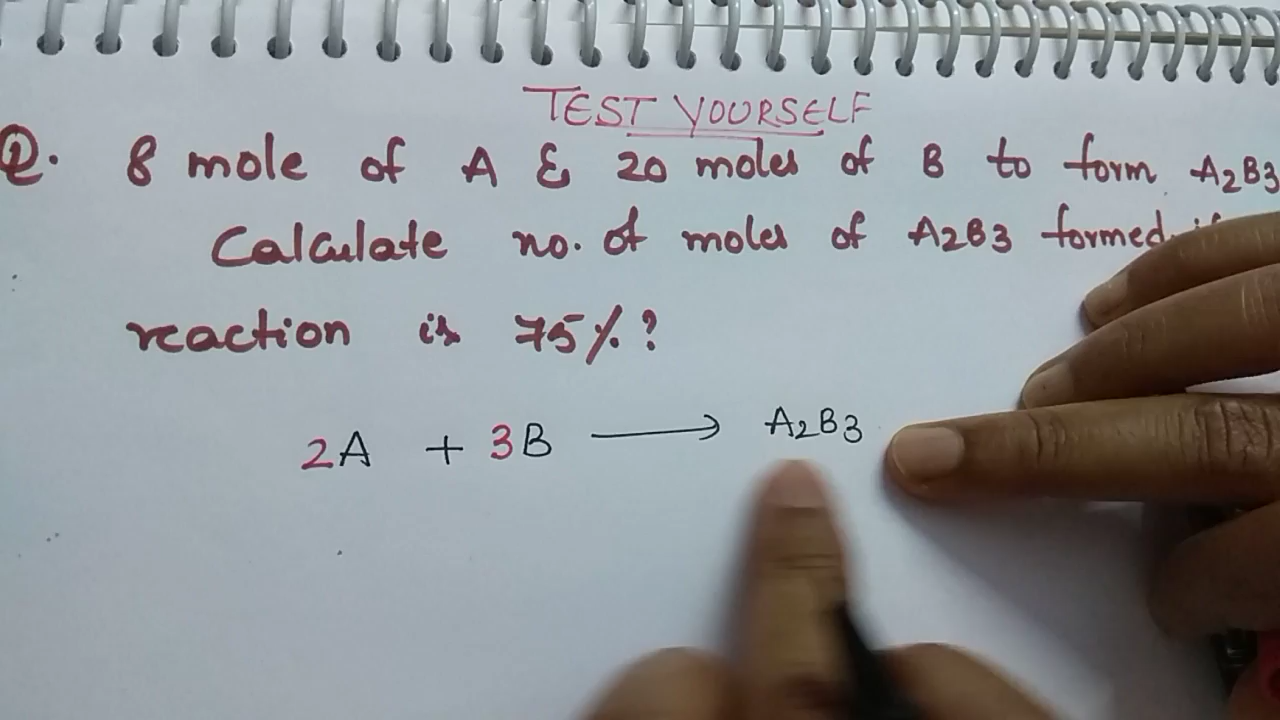 TEST YOURSELF
Q. 8 mole of A & 20 moles of B to form A2B3
Calculate no. of moles of A2B3 formed
reaction is 75%?
2A + 3B ⟶ A2B3